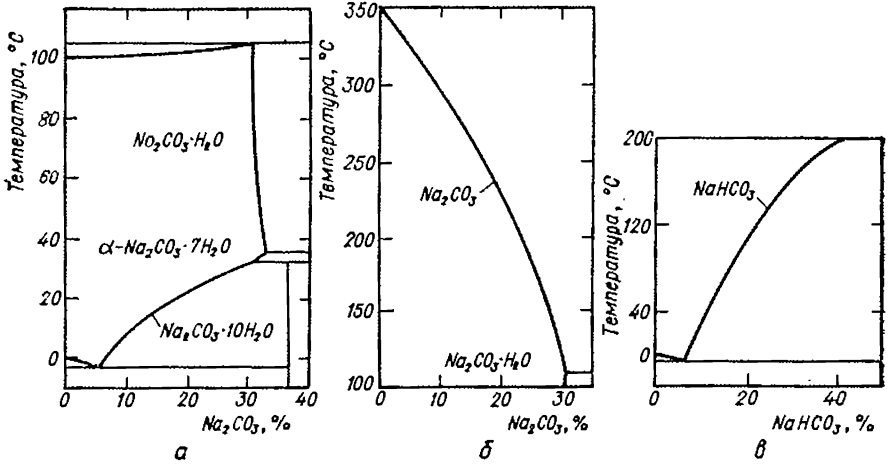 Температура, °С
100
80
60
40
20
0
No₂CO₃·H₂O
α-Na₂CO₃·7H₂O
Na₂CO₃·10H₂O
0
10
20
30
40
Na₂CO₃, %
а
Температура, °С
350
300
250
200
150
100
Na₂CO₃
Na₂CO₃·H₂O
0
10
20
30
Na₂CO₃, %
б
Температура, °С
200
120
40
0
NaHCO₃
0
20
40
NaHCO₃, %
в